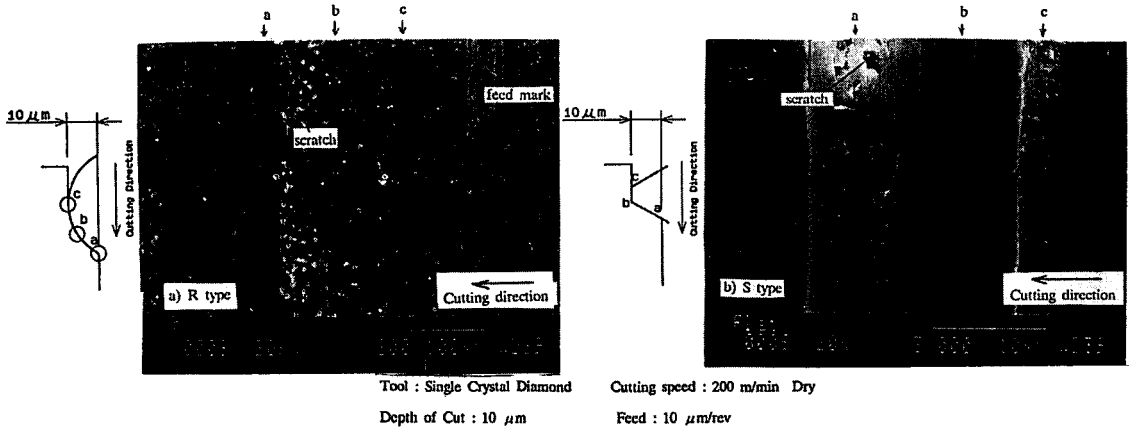 a
b
c
a
b
c
feed mark
10 μm
scratch
Cutting Direction
c
b
a
a) R type
Cutting direction
scratch
10 μm
Cutting Direction
c
b
a
b) S type
Cutting direction
Tool : Single Crystal Diamond Cutting speed : 200 m/min Dry
Depth of Cut : 10 μm Feed : 10 μm/rev